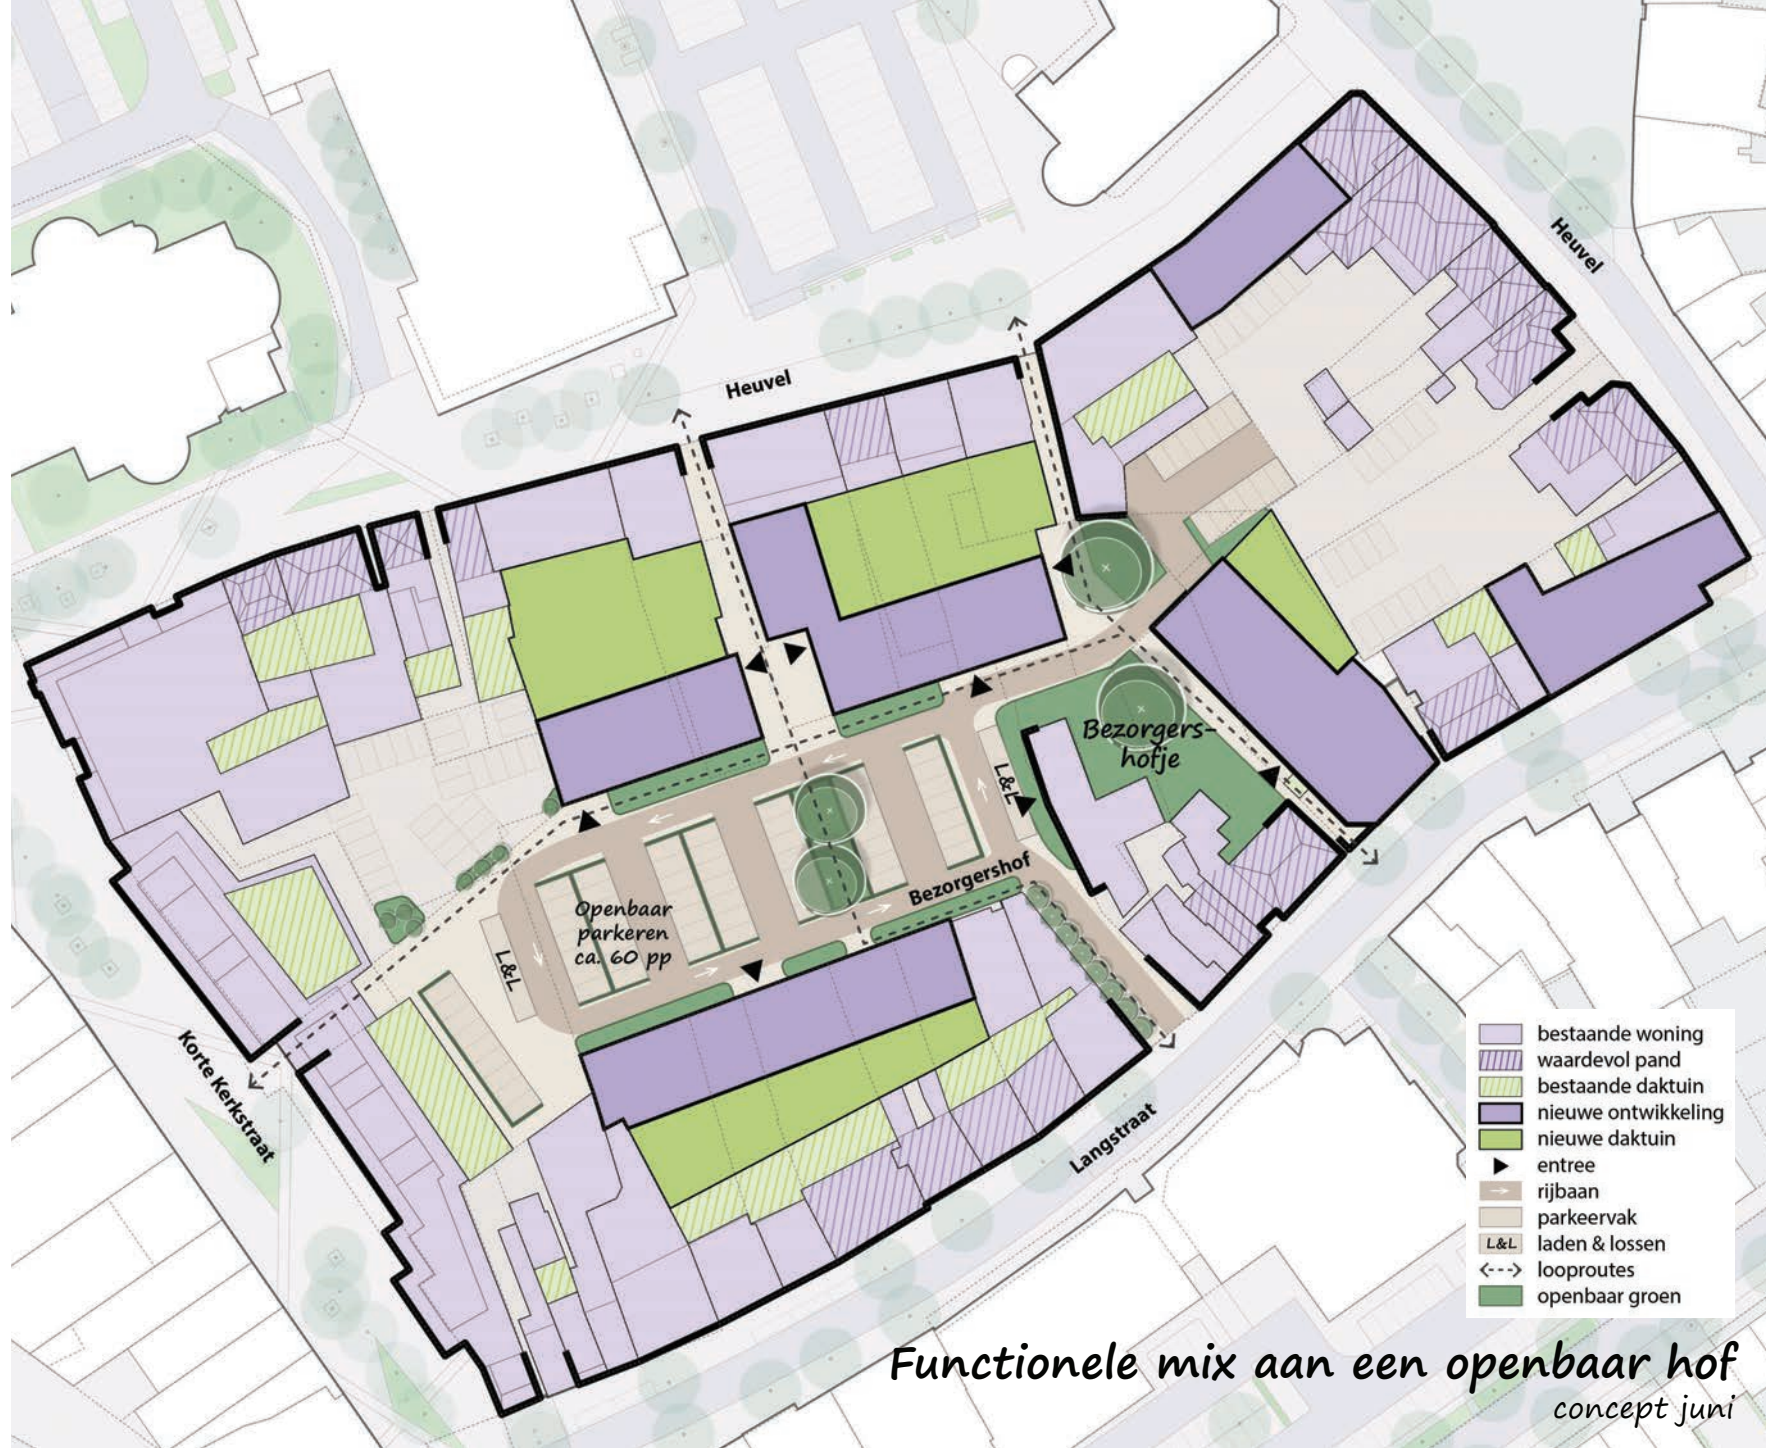 Heuvel
Heuvel
Bezorgers-
hofje
L&L
Bezorgershof
Openbaar
parkeren
ca. 60 pp
L&L
Korte Kerkstraat
Langstraat
bestaande woning
waardevol pand
bestaande daktuin
nieuwe ontwikkeling
nieuwe daktuin
entree
rijbaan
parkeervak
L&L laden & lossen
looproutes
openbaar groen
Functionele mix aan een openbaar hof
concept juni